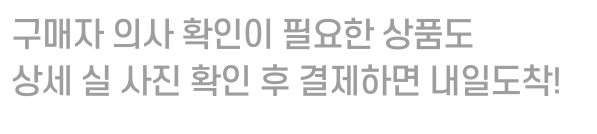 구매자 의사 확인이 필요한 상품도
상세 실 사진 확인 후 결제하면 내일도착!